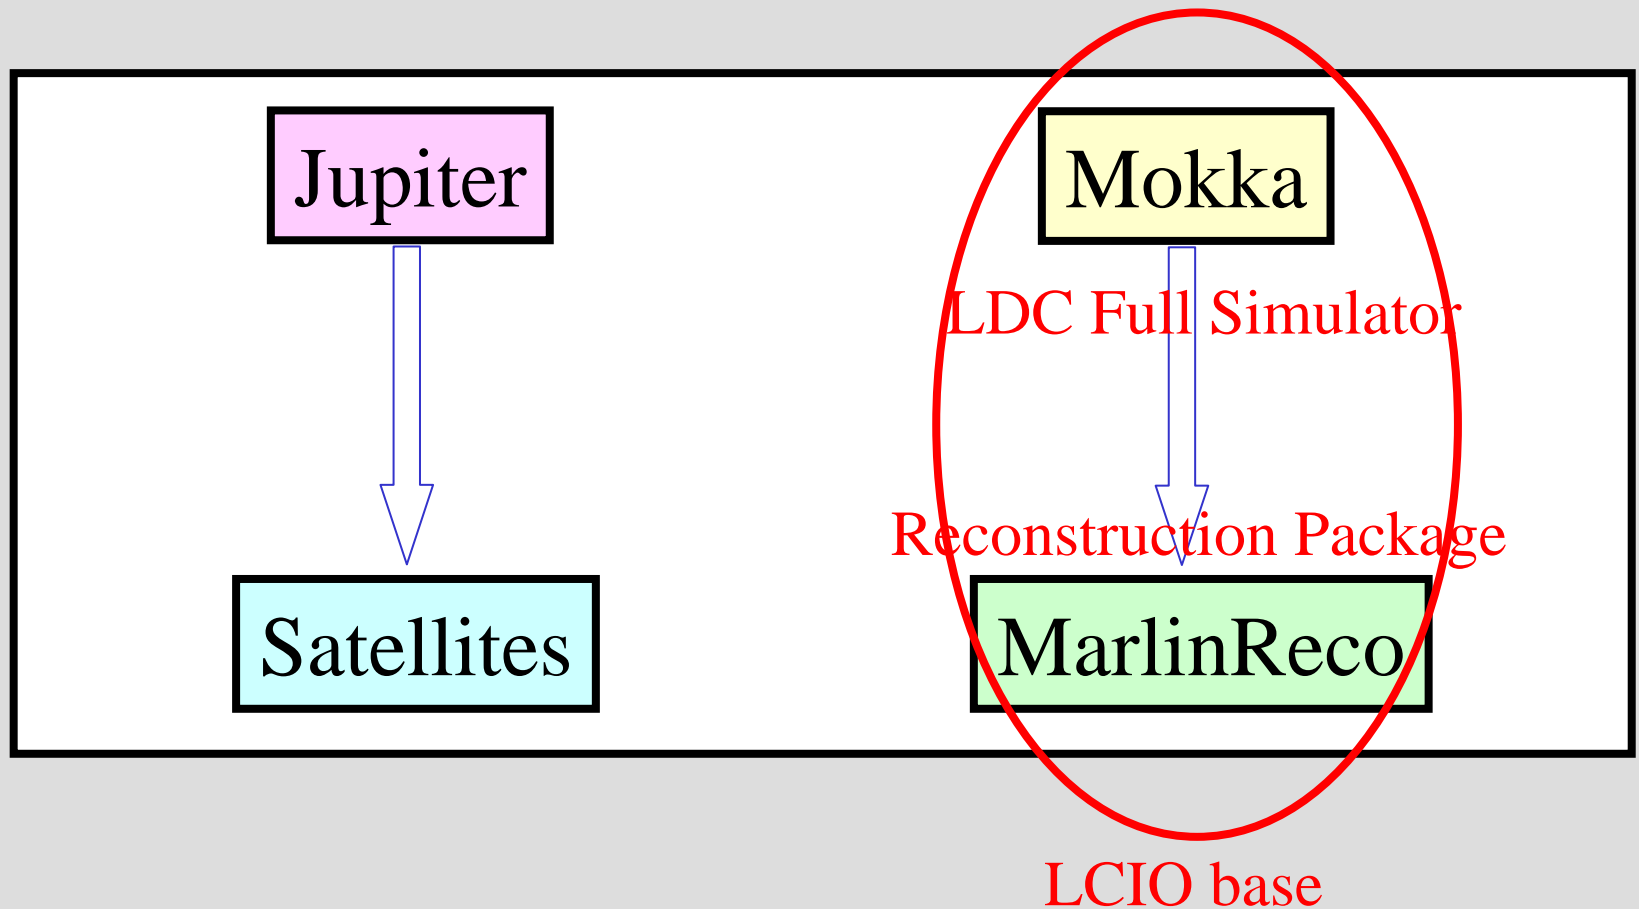 Jupiter
Mokka
LDC Full Simulator
Reconstruction Package
Satellites
MarlinReco
LCIO base